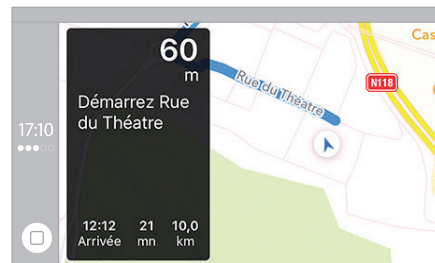 60
m
Démarrez Rue
du Théatre
17:10
12:12 21 10,0
Arrivée mn km
Rue du Théatre
N118
Cas